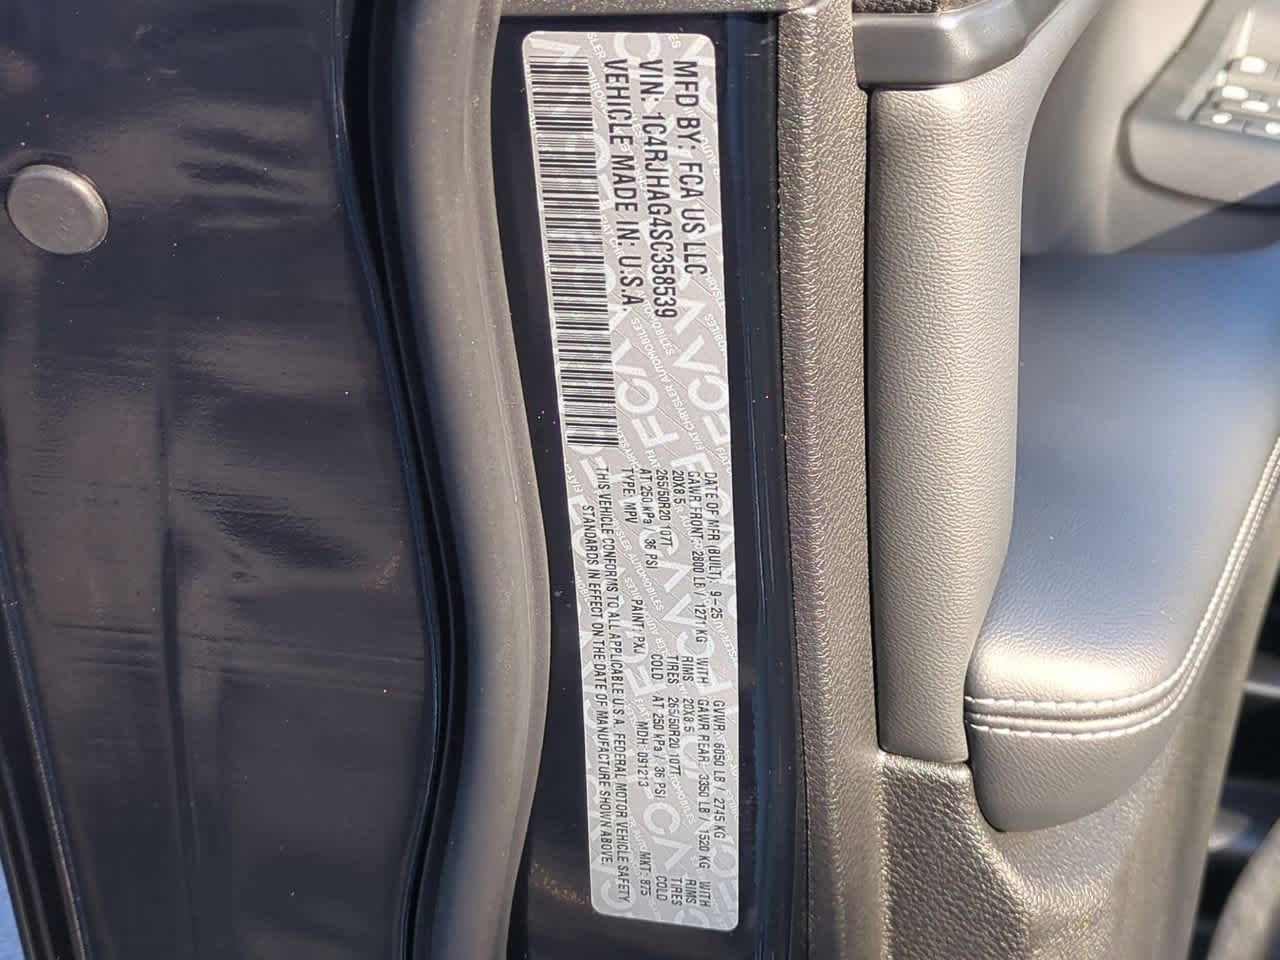 MFD BY: FCA US LLC
VIN: 1C4RJHAG4SC358539
VEHICLE MADE IN: U.S.A.
DATE OF MFR (BUILT): 9-25 GVWR: 6050 LB / 2745 KG
GAWR FRONT: 2800 LB / 1271 KG WITH GAWR REAR: 3350 LB / 1520 KG WITH
20X8.5 RIMS 20X8.5 RIMS
265/50R20 107T TIRES 265/50R20 107T TIRES
AT 250 kPa / 36 PSI COLD AT 250 kPa / 36 PSI COLD
TYPE: MPV PAINT: PXJ MDH: 091213 MKT: 875
THIS VEHICLE CONFORMS TO ALL APPLICABLE U.S.A. FEDERAL MOTOR VEHICLE SAFETY
STANDARDS IN EFFECT ON THE DATE OF MANUFACTURE SHOWN ABOVE.